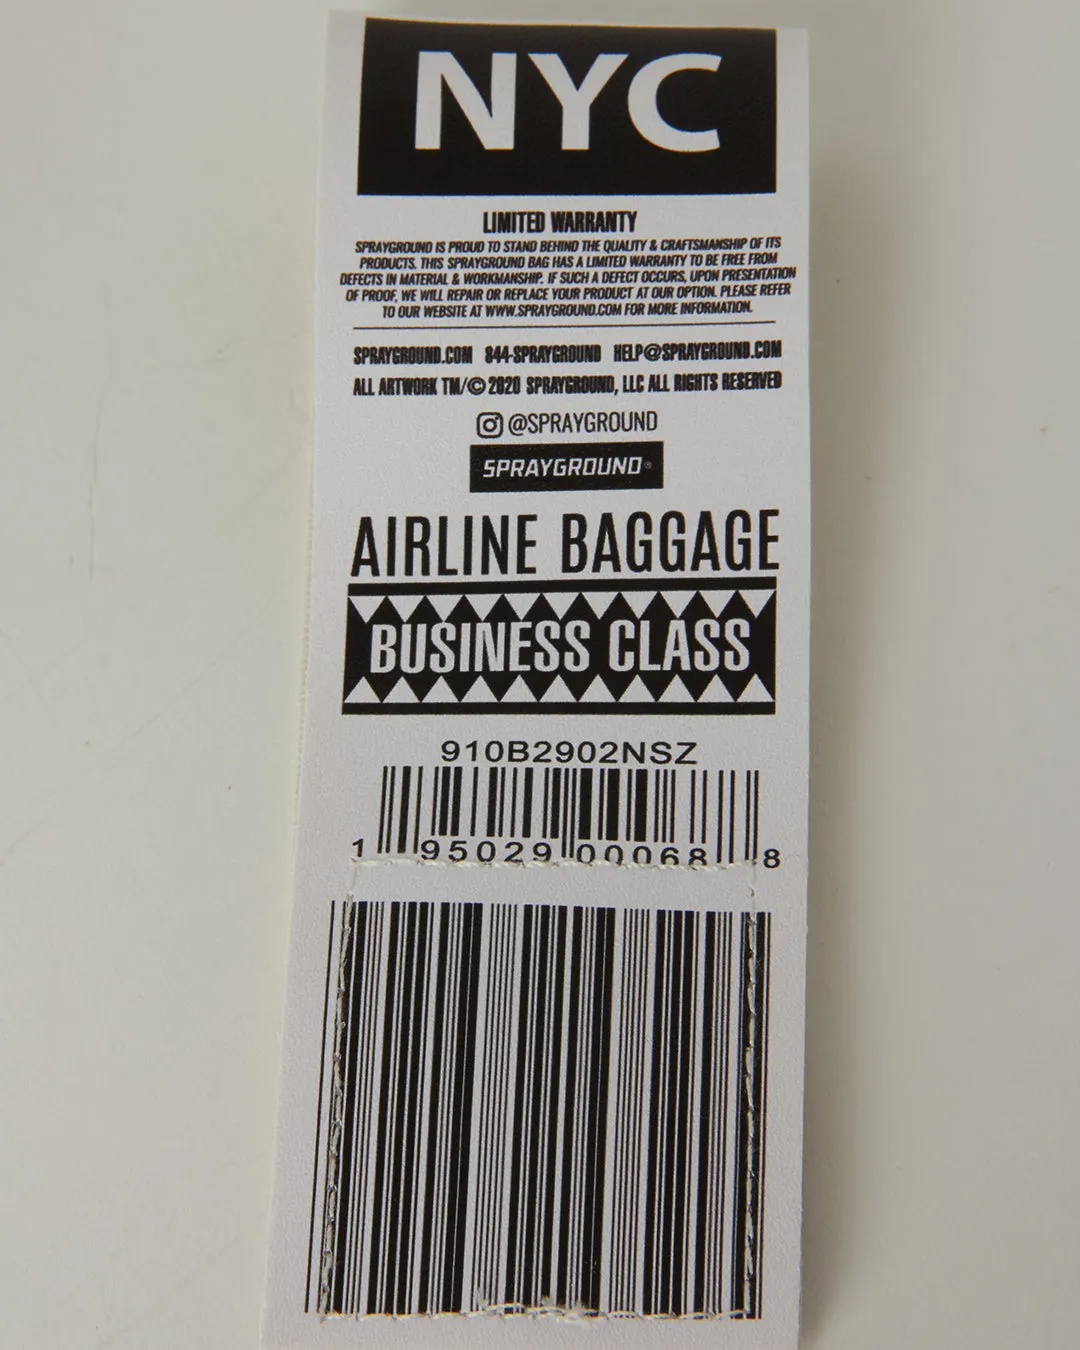 NYC
LIMITED WARRANTY
SPRAYGROUND IS PROUD TO STAND BEHIND THE QUALITY & CRAFTSMANSHIP OF ITS
PRODUCTS. THIS SPRAYGROUND BAG HAS A LIMITED WARRANTY TO BE FREE FROM
DEFECTS IN MATERIAL & WORKMANSHIP. IF SUCH A DEFECT OCCURS, UPON PRESENTATION
OF PROOF, WE WILL REPAIR OR REPLACE YOUR PRODUCT AT OUR OPTION. PLEASE REFER
TO OUR WEBSITE AT WWW.SPRAYGROUND.COM FOR MORE INFORMATION.
SPRAYGROUND.COM 844-SPRAYGROUND HELP@SPRAYGROUND.COM
ALL ARTWORK TM/© 2020 SPRAYGROUND, LLC ALL RIGHTS RESERVED
@SPRAYGROUND
SPRAYGROUND®
AIRLINE BAGGAGE
BUSINESS CLASS
910B2902NSZ
1 95029 00068 8